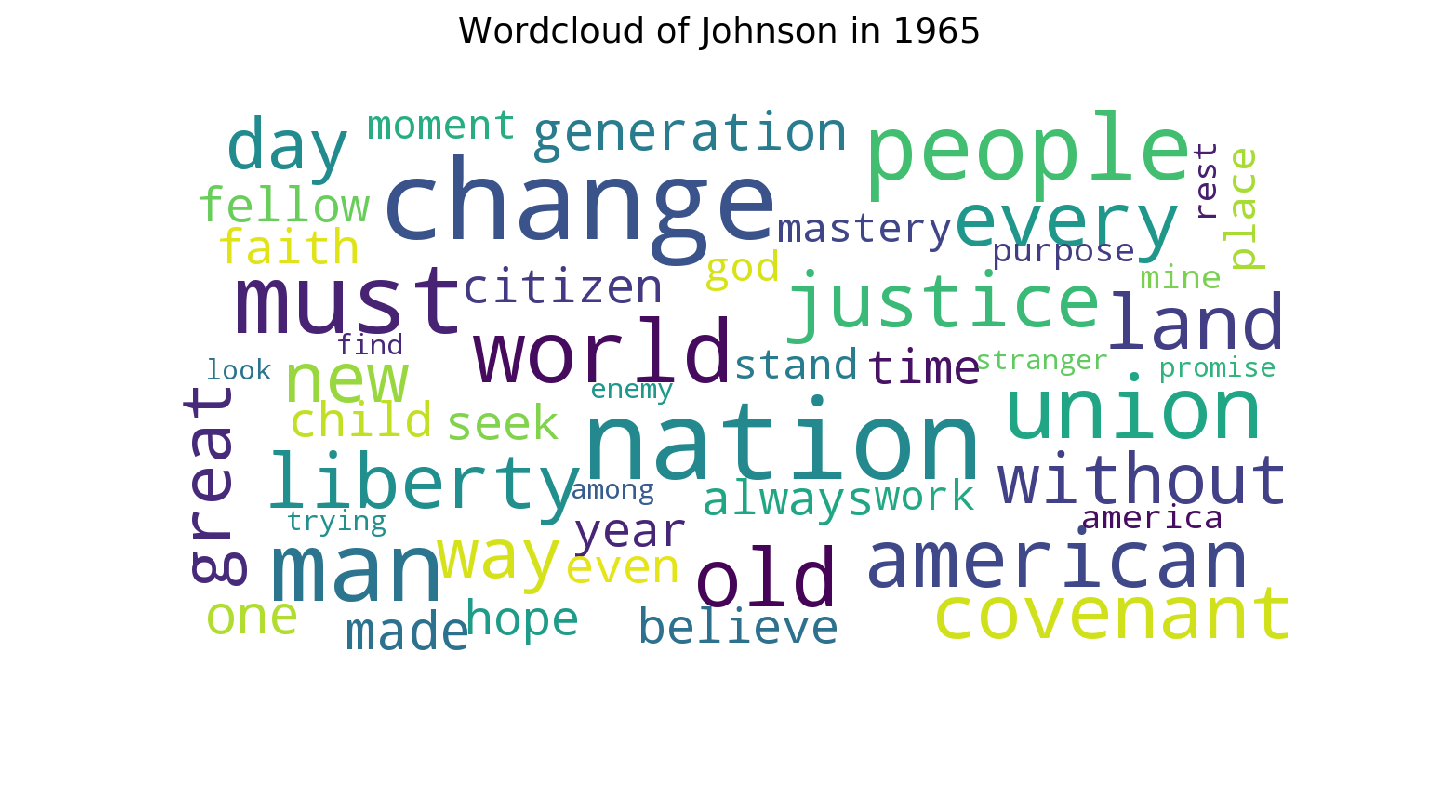 Wordcloud of Johnson in 1965
day moment generation people
fellow change mastery every rest place
faith citizen god purpose mine
must world justice land
find stand time stranger promise
look new enemy union
great child seek nation without
liberty among always work america
trying man way year even old american
one made hope believe covenant